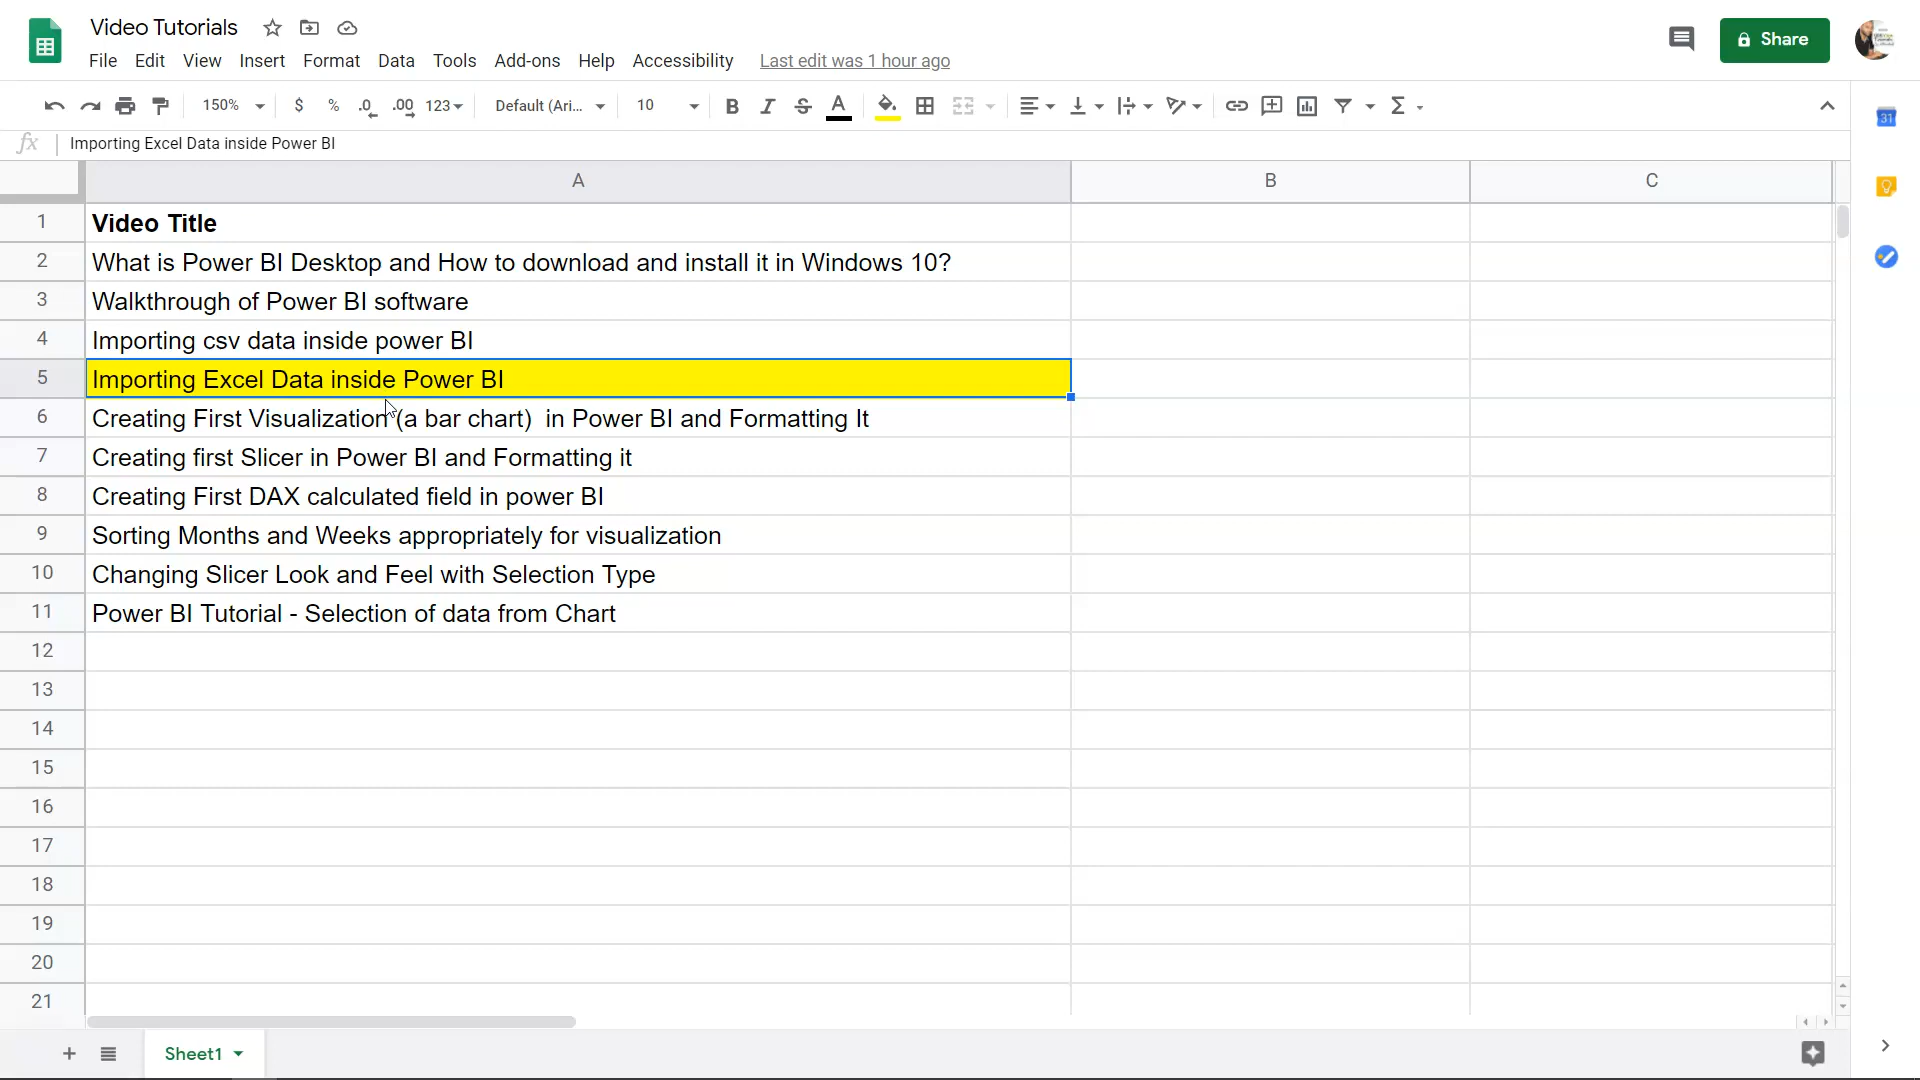 Video Tutorials
File Edit View Insert Format Data Tools Add-ons Help Accessibility Last edit was 1 hour ago
Share
150% $ % .0 .00 123 Default (Ari... 10 B I S A Σ
31
fx Importing Excel Data inside Power BI
A B C
1 Video Title
2 What is Power BI Desktop and How to download and install it in Windows 10?
3 Walkthrough of Power BI software
4 Importing csv data inside power BI
5 Importing Excel Data inside Power BI
6 Creating First Visualization (a bar chart)  in Power BI and Formatting It
7 Creating first Slicer in Power BI and Formatting it
8 Creating First DAX calculated field in power BI
9 Sorting Months and Weeks appropriately for visualization
10 Changing Slicer Look and Feel with Selection Type
11 Power BI Tutorial - Selection of data from Chart
12
13
14
15
16
17
18
19
20
21
Sheet1